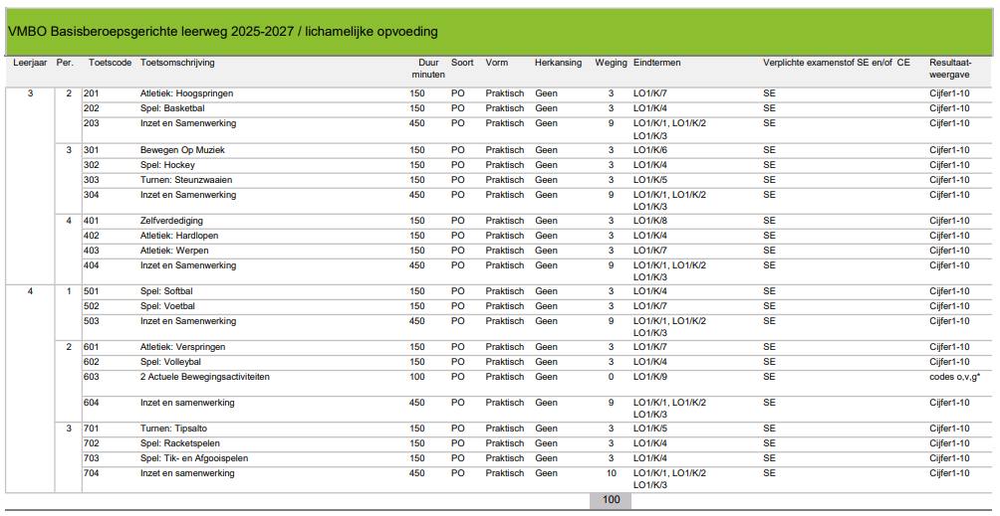 VMBO Basisberoepsgerichte leerweg 2025-2027 / lichamelijke opvoeding
Leerjaar Per. Toetscode Toetsomschrijving Duur minuten Soort Vorm Herkansing Weging Eindtermen Verplichte examenstof SE en/of CE Resultaat-weergave
3 2 201 Atletiek: Hoogspringen 150 PO Praktisch Geen 3 LO1/K/7 SE Cijfer1-10
202 Spel: Basketbal 150 PO Praktisch Geen 3 LO1/K/4 SE Cijfer1-10
203 Inzet en Samenwerking 450 PO Praktisch Geen 9 LO1/K/1, LO1/K/2 SE Cijfer1-10
LO1/K/3
3 301 Bewegen Op Muziek 150 PO Praktisch Geen 3 LO1/K/6 SE Cijfer1-10
302 Spel: Hockey 150 PO Praktisch Geen 3 LO1/K/4 SE Cijfer1-10
303 Turnen: Steunzwaaien 150 PO Praktisch Geen 3 LO1/K/5 SE Cijfer1-10
304 Inzet en Samenwerking 450 PO Praktisch Geen 9 LO1/K/1, LO1/K/2 SE Cijfer1-10
LO1/K/3
4 401 Zelfverdediging 150 PO Praktisch Geen 3 LO1/K/8 SE Cijfer1-10
402 Atletiek: Hardlopen 150 PO Praktisch Geen 3 LO1/K/4 SE Cijfer1-10
403 Atletiek: Werpen 150 PO Praktisch Geen 3 LO1/K/7 SE Cijfer1-10
404 Inzet en Samenwerking 450 PO Praktisch Geen 9 LO1/K/1, LO1/K/2 SE Cijfer1-10
LO1/K/3
4 1 501 Spel: Softbal 150 PO Praktisch Geen 3 LO1/K/4 SE Cijfer1-10
502 Spel: Voetbal 150 PO Praktisch Geen 3 LO1/K/7 SE Cijfer1-10
503 Inzet en Samenwerking 450 PO Praktisch Geen 9 LO1/K/1, LO1/K/2 SE Cijfer1-10
LO1/K/3
2 601 Atletiek: Verspringen 150 PO Praktisch Geen 3 LO1/K/7 SE Cijfer1-10
602 Spel: Volleybal 150 PO Praktisch Geen 3 LO1/K/4 SE Cijfer1-10
603 2 Actuele Bewegingsactiviteiten 100 PO Praktisch Geen 0 LO1/K/9 SE codes o,v,g*
604 Inzet en samenwerking 450 PO Praktisch Geen 9 LO1/K/1, LO1/K/2 SE Cijfer1-10
LO1/K/3
3 701 Turnen: Tipsalto 150 PO Praktisch Geen 3 LO1/K/5 SE Cijfer1-10
702 Spel: Racketspelen 150 PO Praktisch Geen 3 LO1/K/4 SE Cijfer1-10
703 Spel: Tik- en Afgooispelen 150 PO Praktisch Geen 3 LO1/K/4 SE Cijfer1-10
704 Inzet en samenwerking 450 PO Praktisch Geen 10 LO1/K/1, LO1/K/2 SE Cijfer1-10
LO1/K/3
100